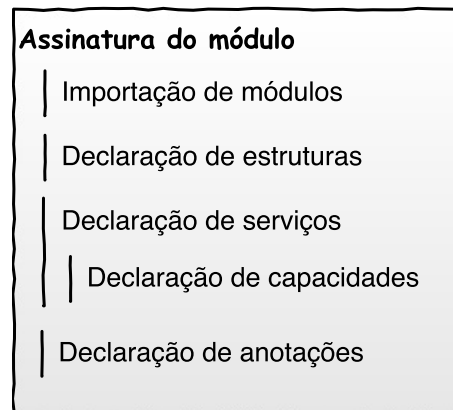 Assinatura do módulo
Importação de módulos
Declaração de estruturas
Declaração de serviços
Declaração de capacidades
Declaração de anotações